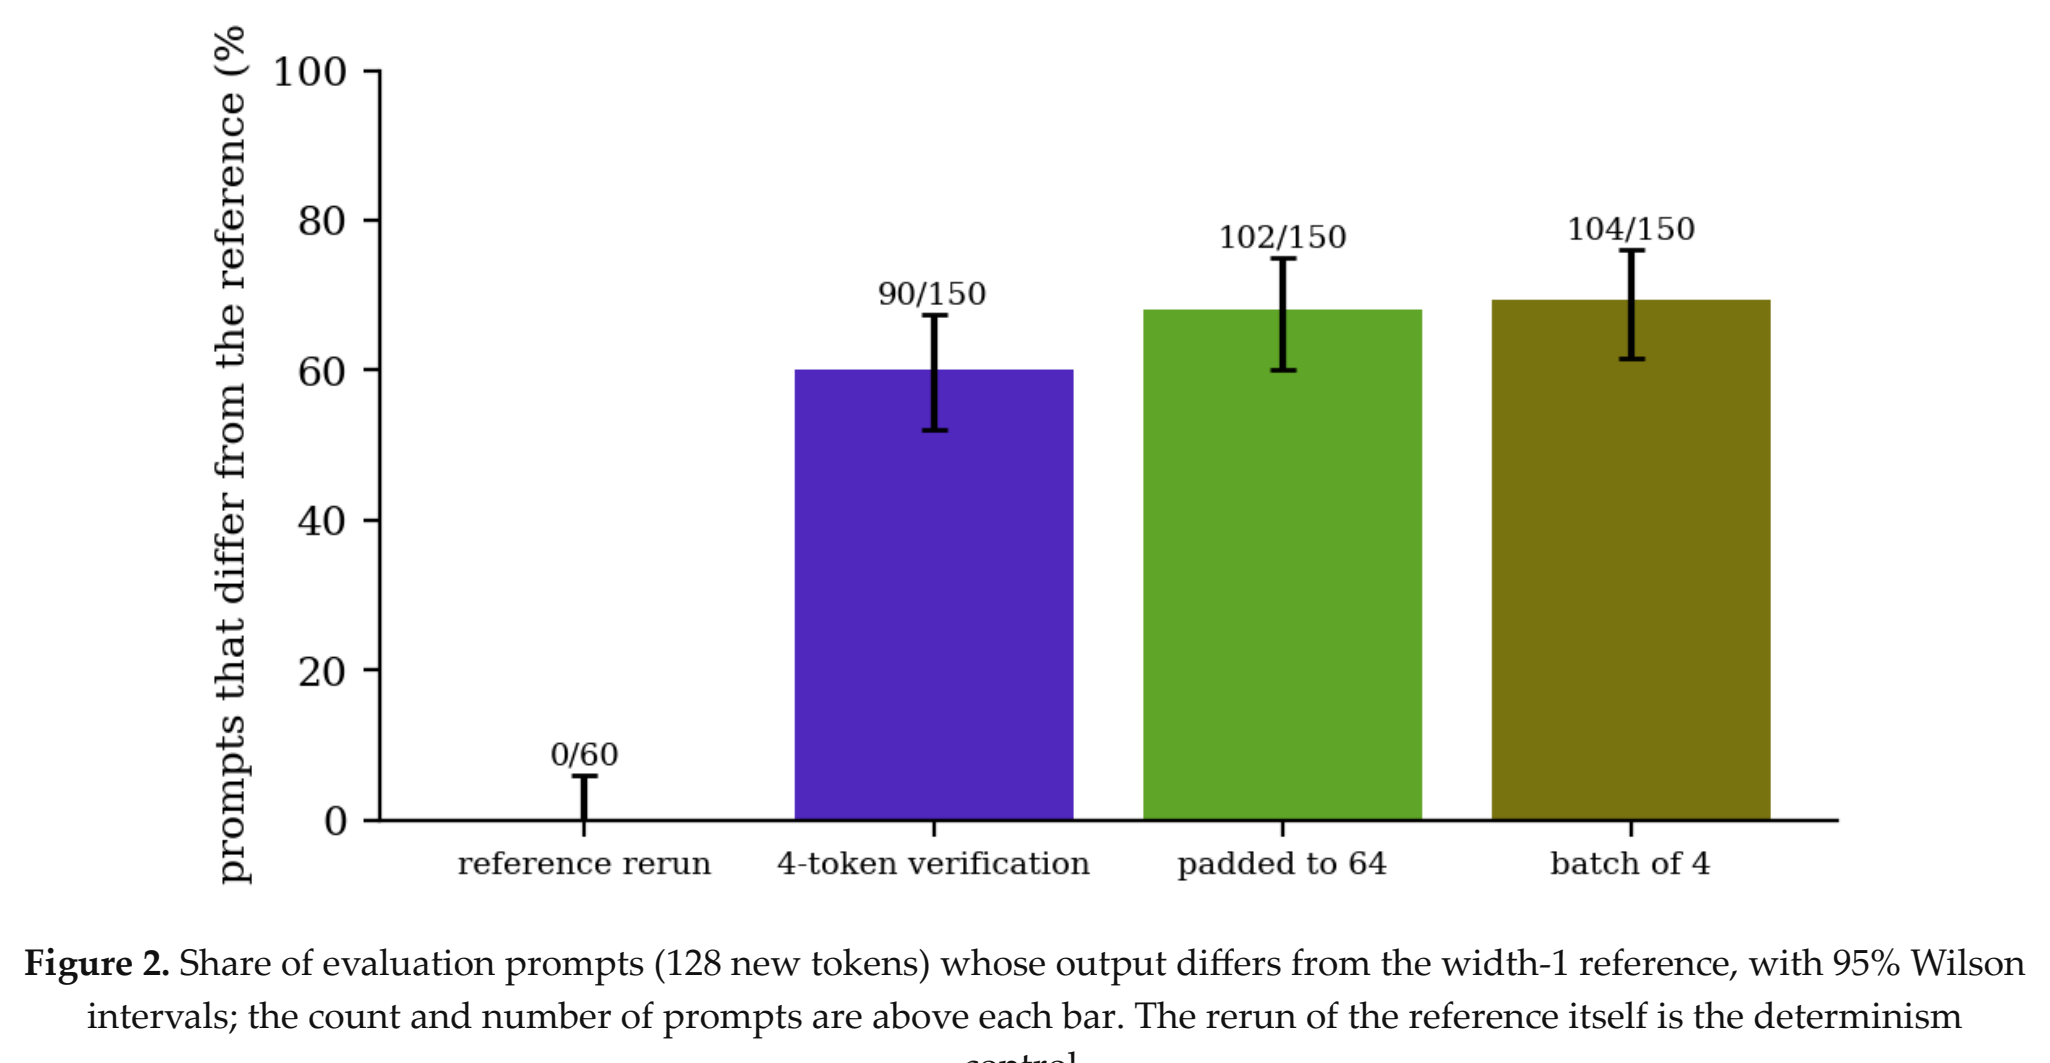 prompts that differ from the reference (%
100
80
60
40
20
0
0/60
90/150
102/150
104/150
reference rerun
4-token verification
padded to 64
batch of 4
Figure 2. Share of evaluation prompts (128 new tokens) whose output differs from the width-1 reference, with 95% Wilson
intervals; the count and number of prompts are above each bar. The rerun of the reference itself is the determinism